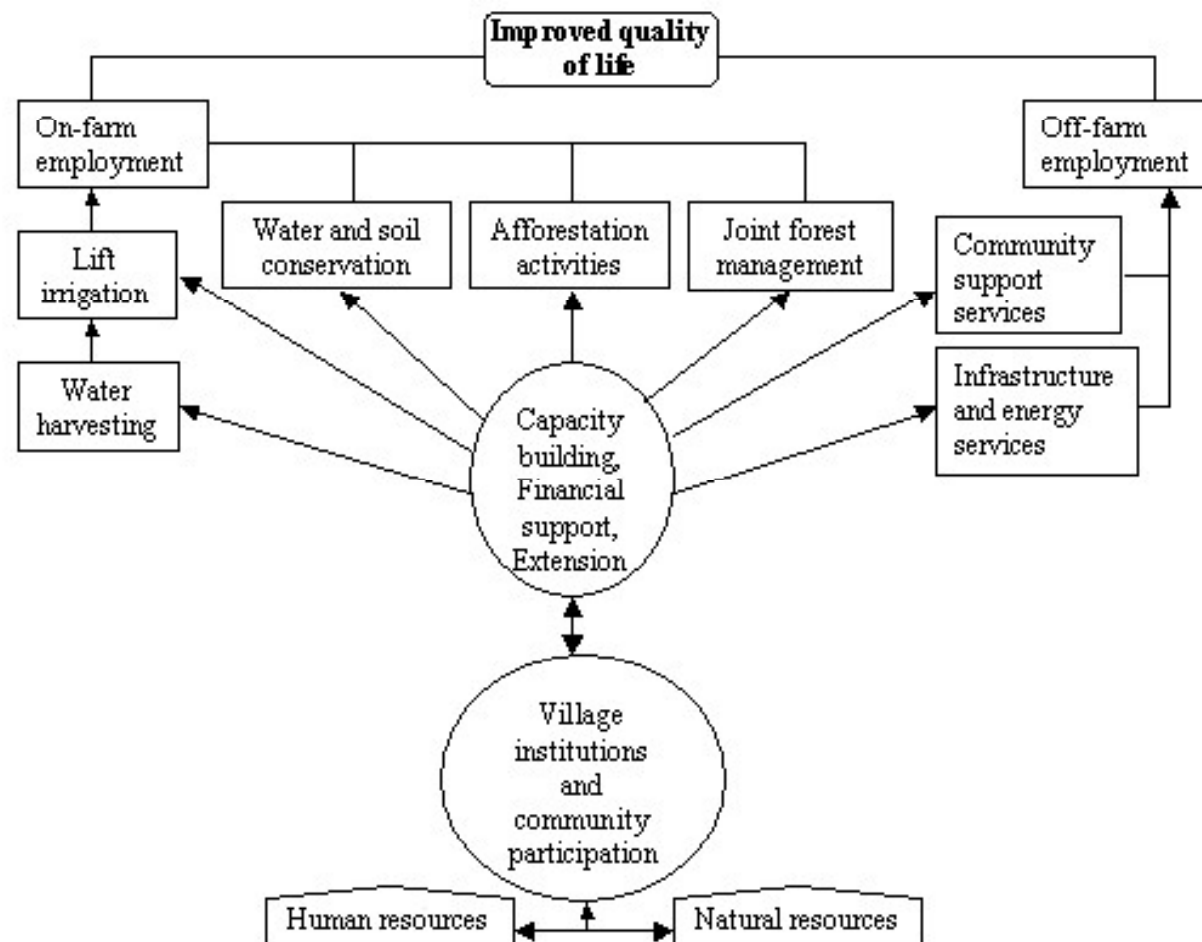 Improved quality
of life
On-farm
employment
Off-farm
employment
Water and soil
conservation
Afforestation
activities
Joint forest
management
Lift
irrigation
Community
support
services
Water
harvesting
Infrastructure
and energy
services
Capacity
building,
Financial
support,
Extension
Village
institutions
and
community
participation
Human resources
Natural resources